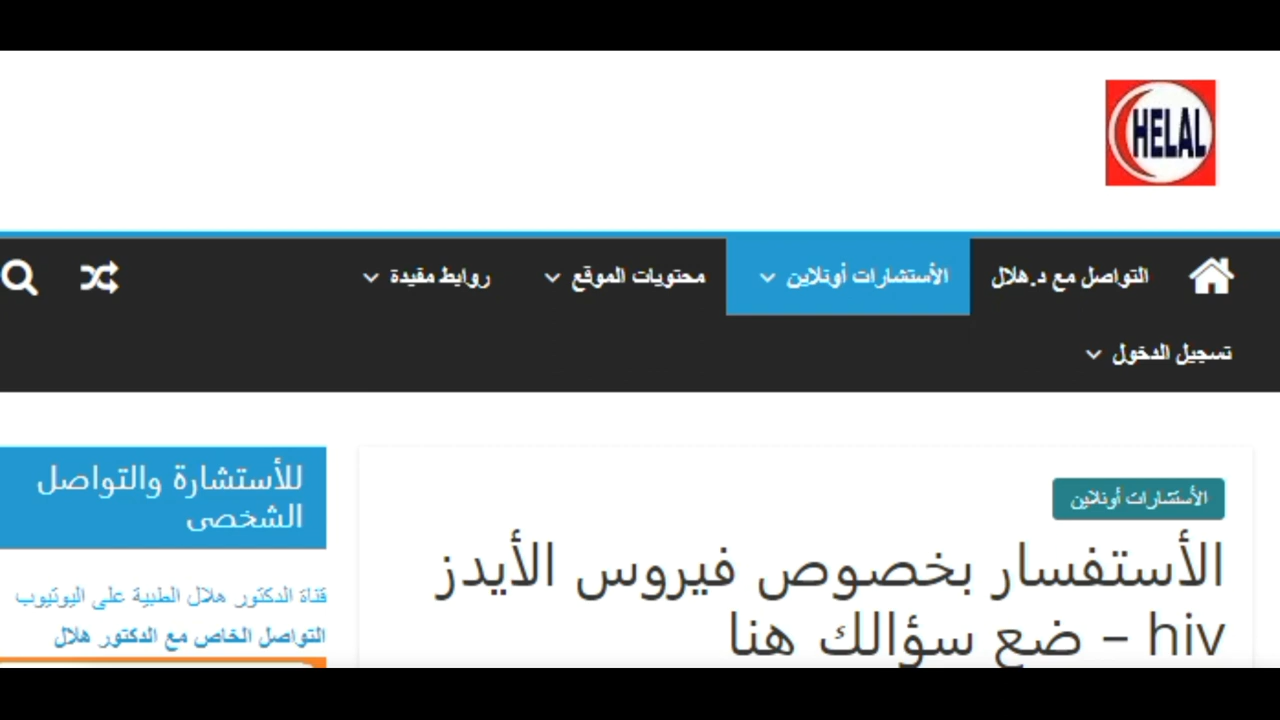 HELAL
التواصل مع د.هلال
الأستشارات أونلاين
محتويات الموقع
روابط مفيدة
تسجيل الدخول
الأستشارات أونلاين
الأستفسار بخصوص فيروس الأيدز
hiv – ضع سؤالك هنا
للأستشارة والتواصل
الشخصى
قناة الدكتور هلال الطبية على اليوتيوب
التواصل الخاص مع الدكتور هلال